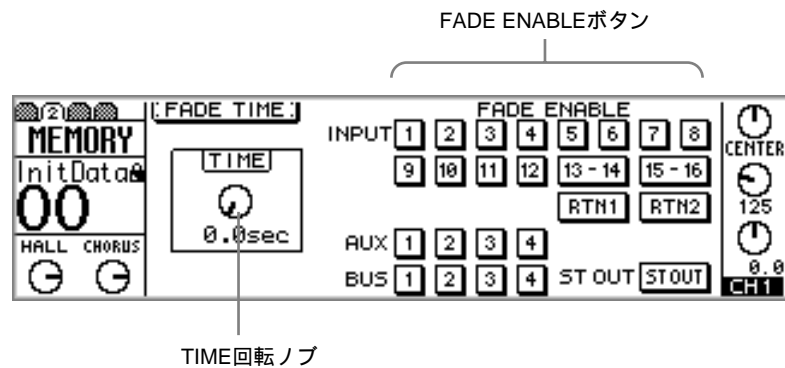 FADE ENABLEボタン
2
FADE TIME
FADE ENABLE
MEMORY
INPUT 1 2 3 4 5 6 7 8
CENTER
InitData
TIME
9 10 11 12 13-14 15-16
00
RTN1 RTN2
125
0.0sec
HALL CHORUS
AUX 1 2 3 4
0.0
BUS 1 2 3 4 ST OUT ST OUT
CH1
TIME回転ノブ